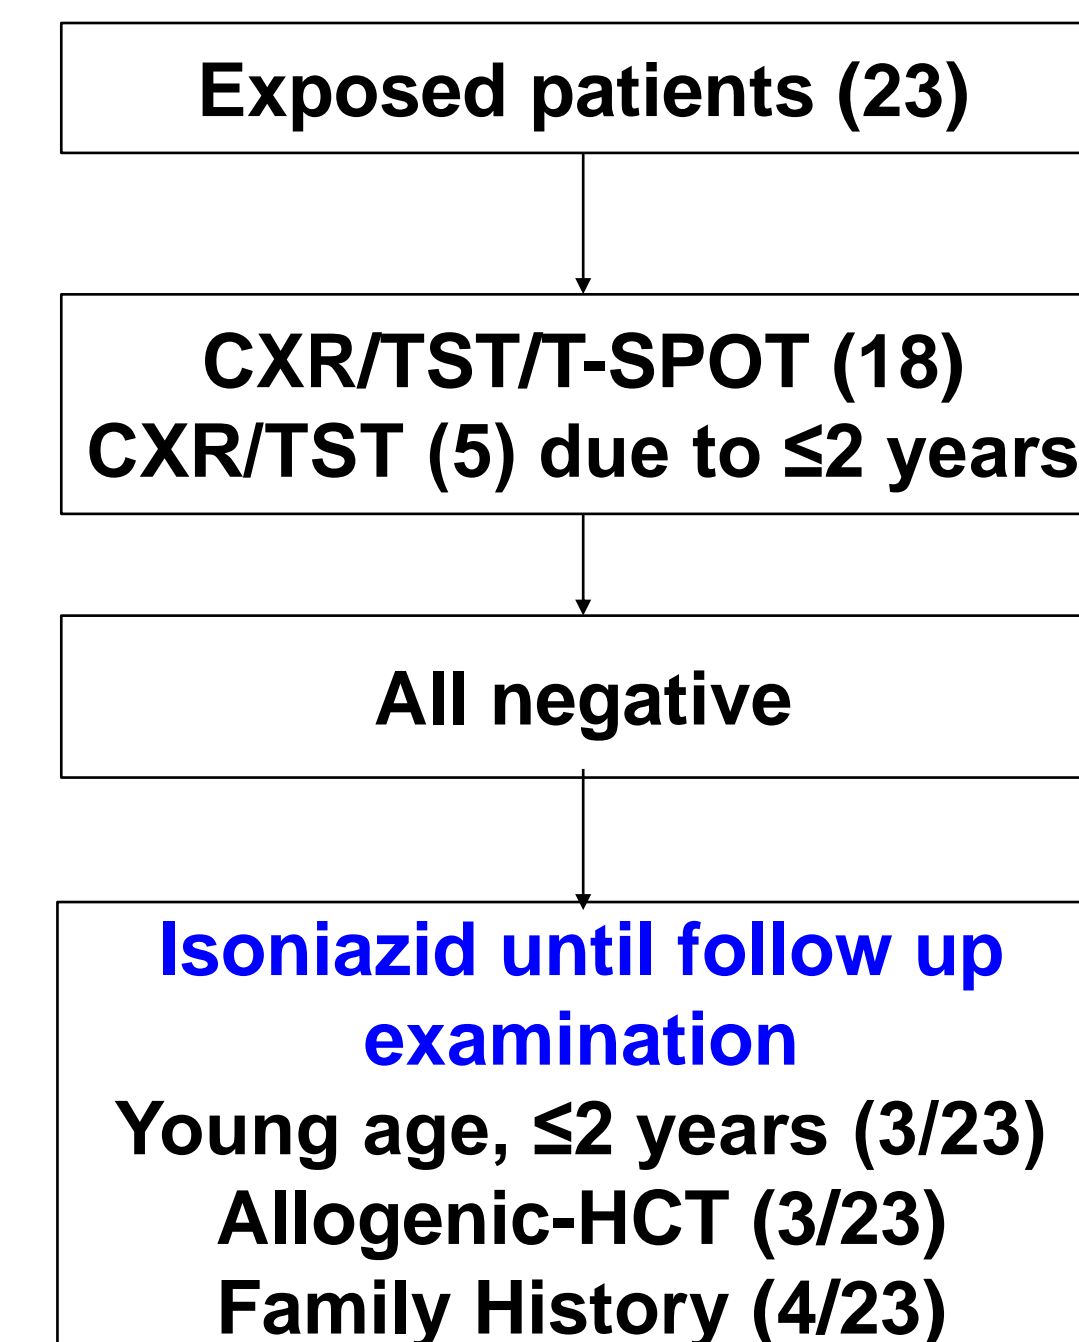 Exposed patients (23)
CXR/TST/T-SPOT (18)
CXR/TST (5) due to ≤2 years
All negative
Isoniazid until follow up
examination
Young age, ≤2 years (3/23)
Allogenic-HCT (3/23)
Family History (4/23)